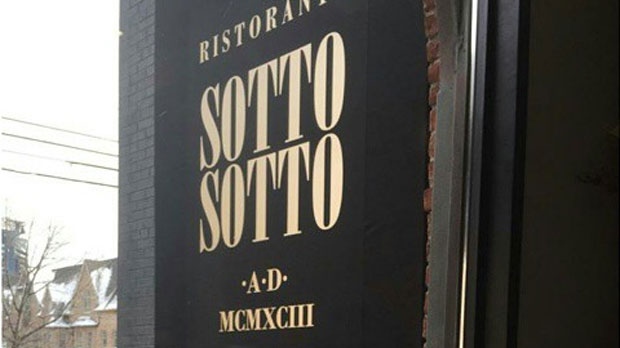 RISTORANT
SOTTO
SOTTO
·A·D·
MCMXCIII